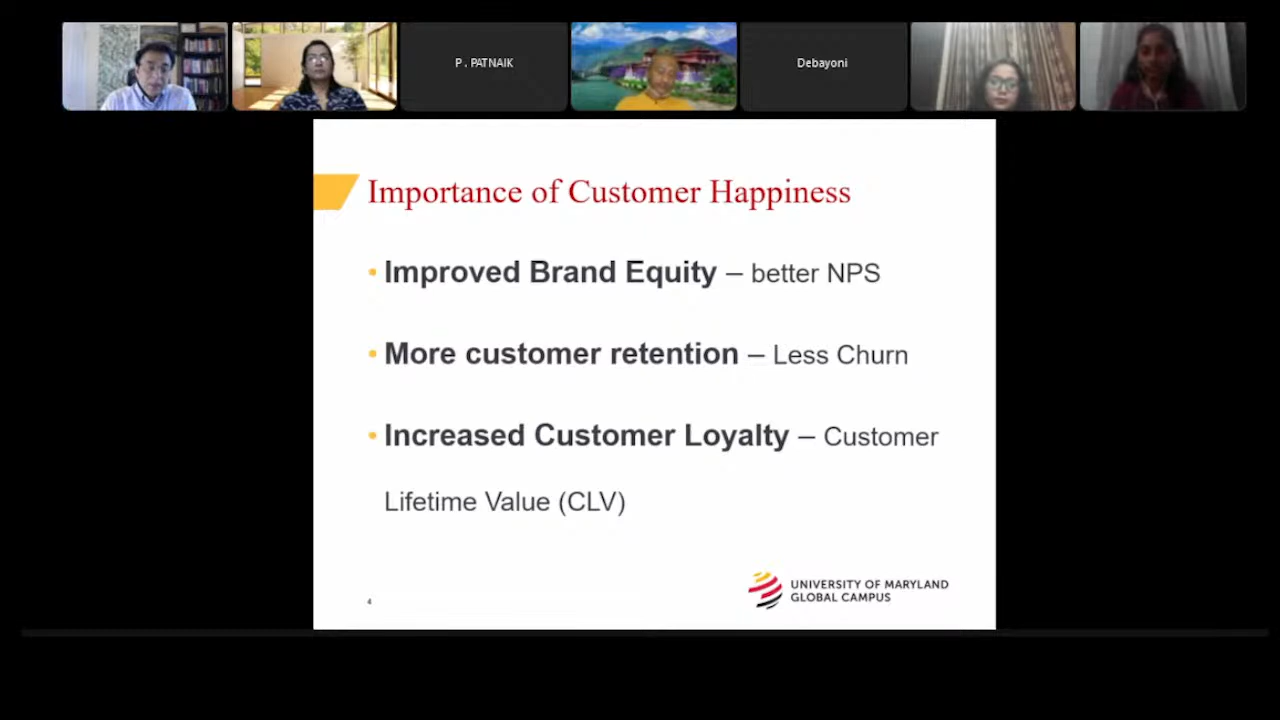 P . PATNAIK
Debayoni
Importance of Customer Happiness
• Improved Brand Equity – better NPS
• More customer retention – Less Churn
• Increased Customer Loyalty – Customer
Lifetime Value (CLV)
4
UNIVERSITY OF MARYLAND
GLOBAL CAMPUS